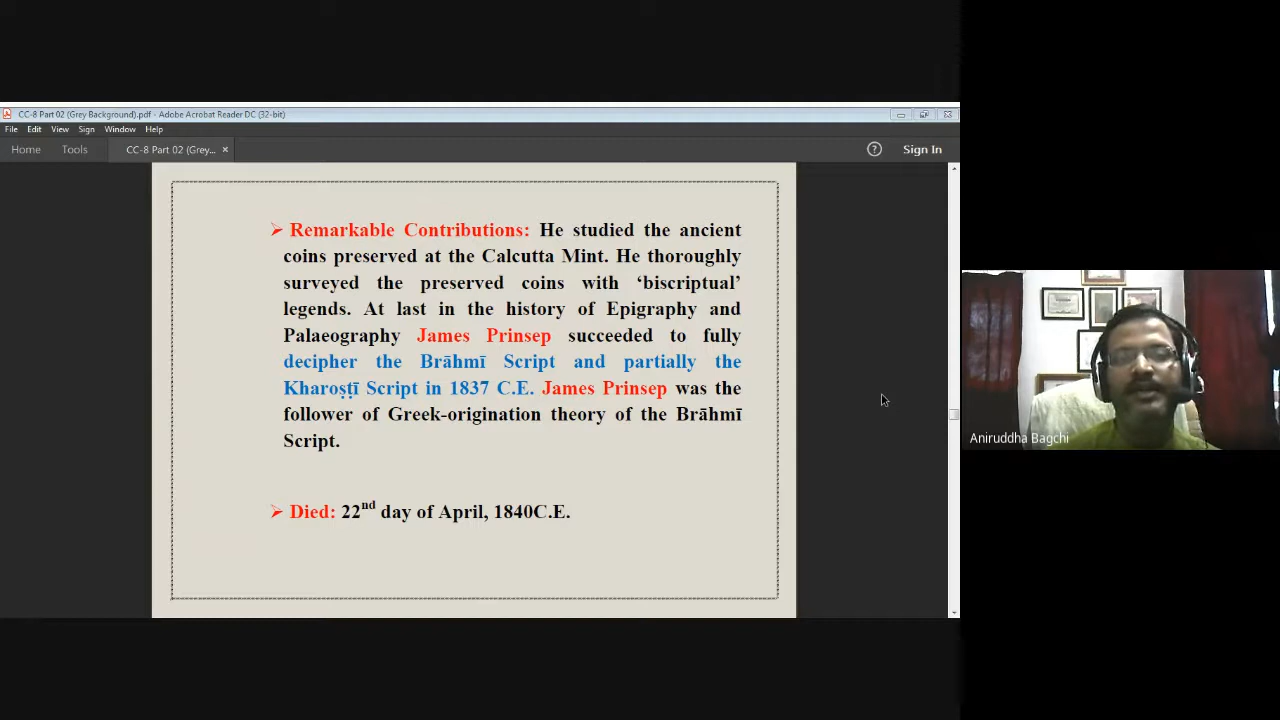 CC-8 Part 02 (Grey Background).pdf - Adobe Acrobat Reader DC (32-bit)
File Edit View Sign Window Help
Home Tools CC-8 Part 02 (Grey... × ? Sign In
➢ Remarkable Contributions: He studied the ancient
coins preserved at the Calcutta Mint. He thoroughly
surveyed the preserved coins with ‘biscriptual’
legends. At last in the history of Epigraphy and
Palaeography James Prinsep succeeded to fully
decipher the Brāhmī Script and partially the
Kharoṣṭī Script in 1837 C.E. James Prinsep was the
follower of Greek-origination theory of the Brāhmī
Script.
➢ Died: 22nd day of April, 1840C.E.
Aniruddha Bagchi